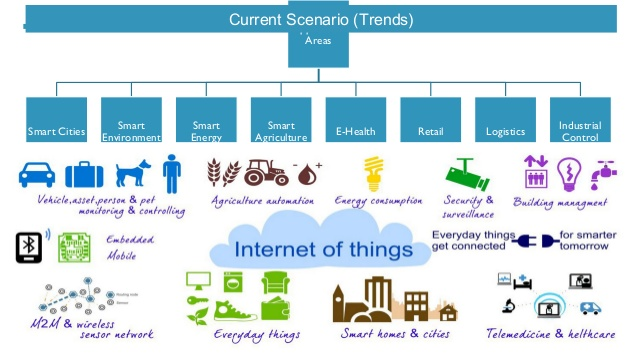 Current Scenario (Trends)
Areas
Smart Cities
Smart
Environment
Smart
Energy
Smart
Agriculture
E-Health
Retail
Logistics
Industrial
Control
Vehicle,asset,person & pet
monitoring & controlling
Agriculture automation
Energy consumption
Security &
surveillance
Building managment
Embedded
Mobile
Internet of things
Everyday things
get connected
for smarter
tomorrow
M2M & wireless
sensor network
Everyday things
Smart homes & cities
Telemedicine & helthcare